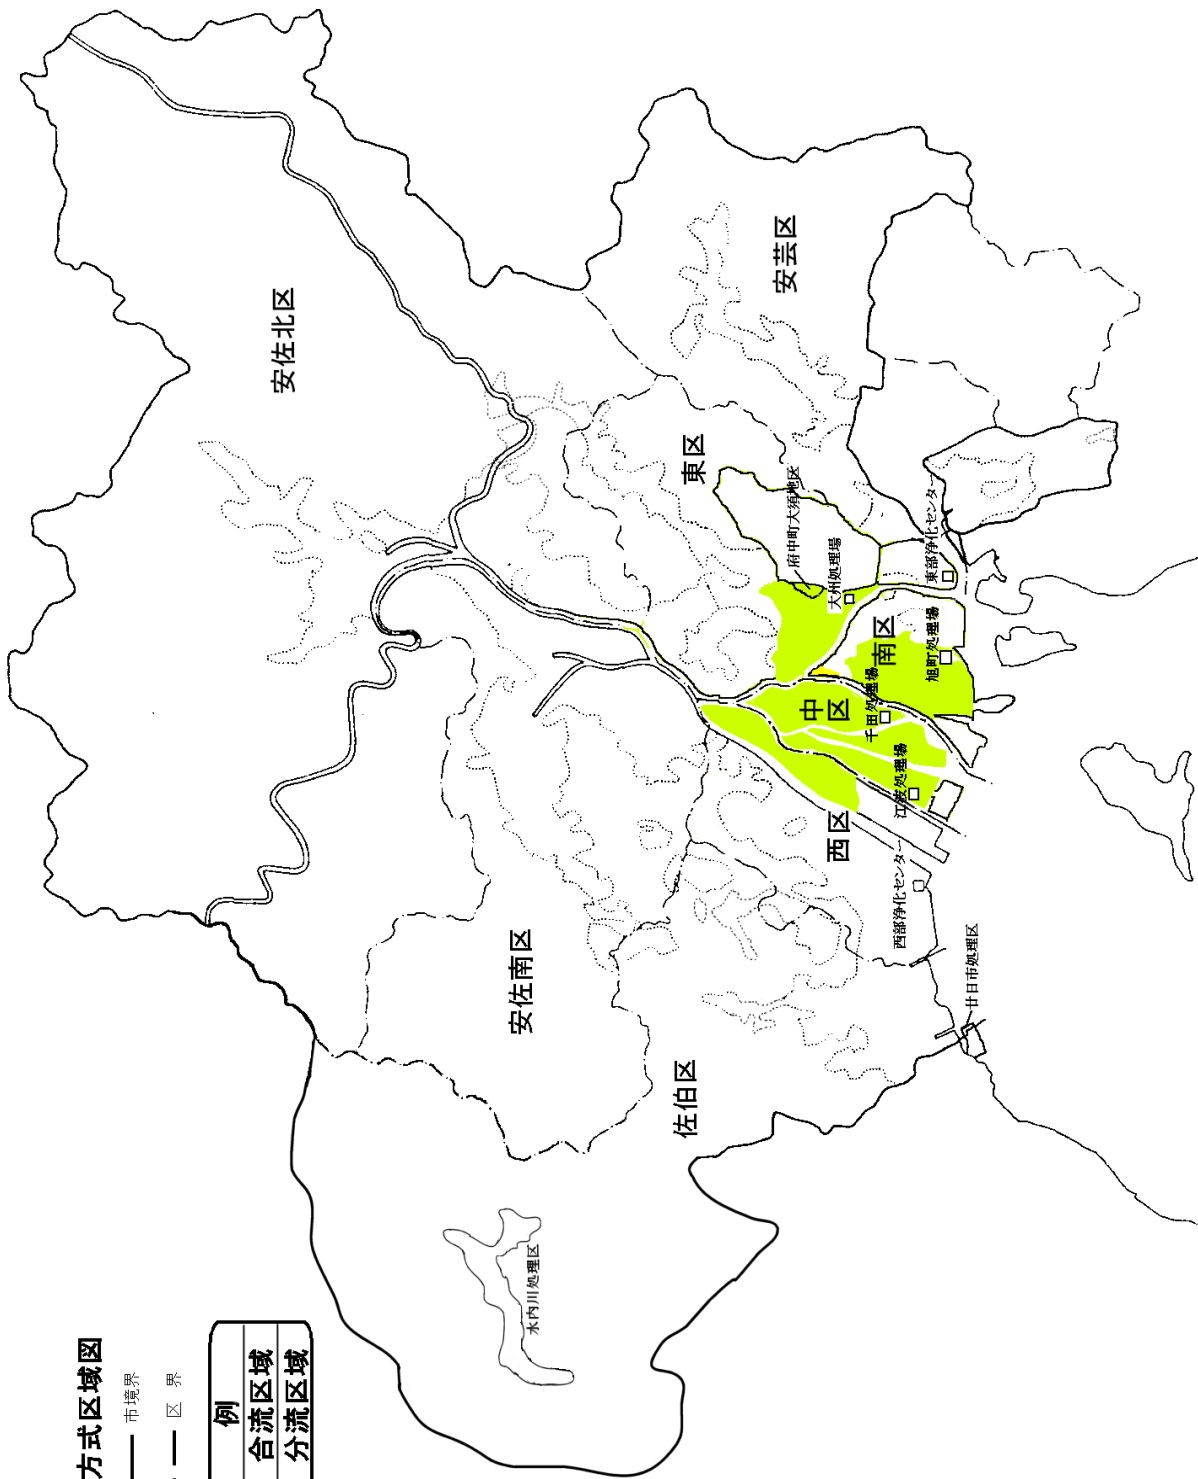 方式区域図
市境界
区 界
例
合流区域
分流区域
安佐北区
安芸区
東区
府中町大須地区
大州処理場
東部浄化センター
南区
旭町処理場
中区
千田処理場
江波処理場
西区
西部浄化センター
廿日市処理区
安佐南区
佐伯区
水内川処理区